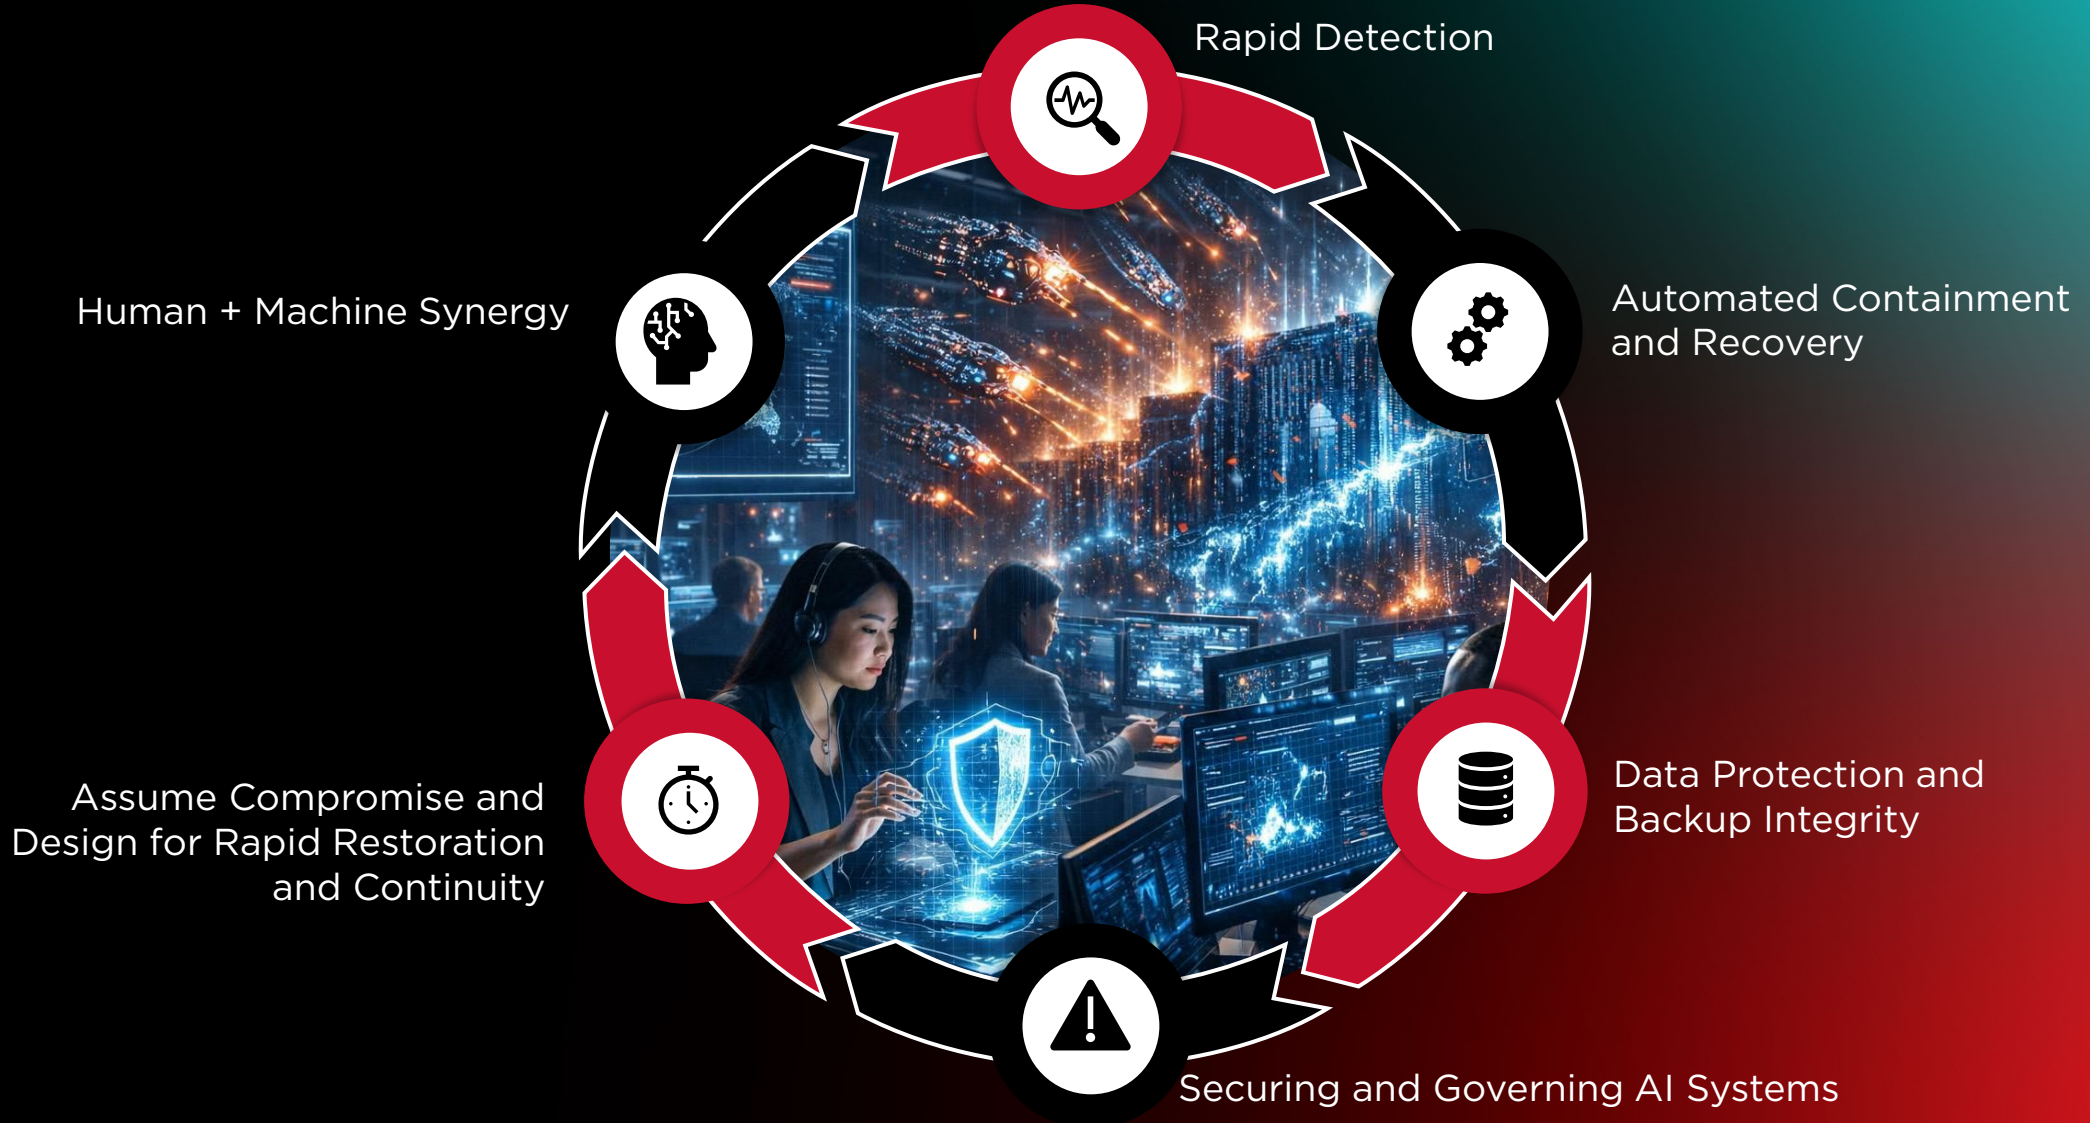 Rapid Detection
Automated Containment
and Recovery
Data Protection and
Backup Integrity
Securing and Governing AI Systems
Assume Compromise and
Design for Rapid Restoration
and Continuity
Human + Machine Synergy